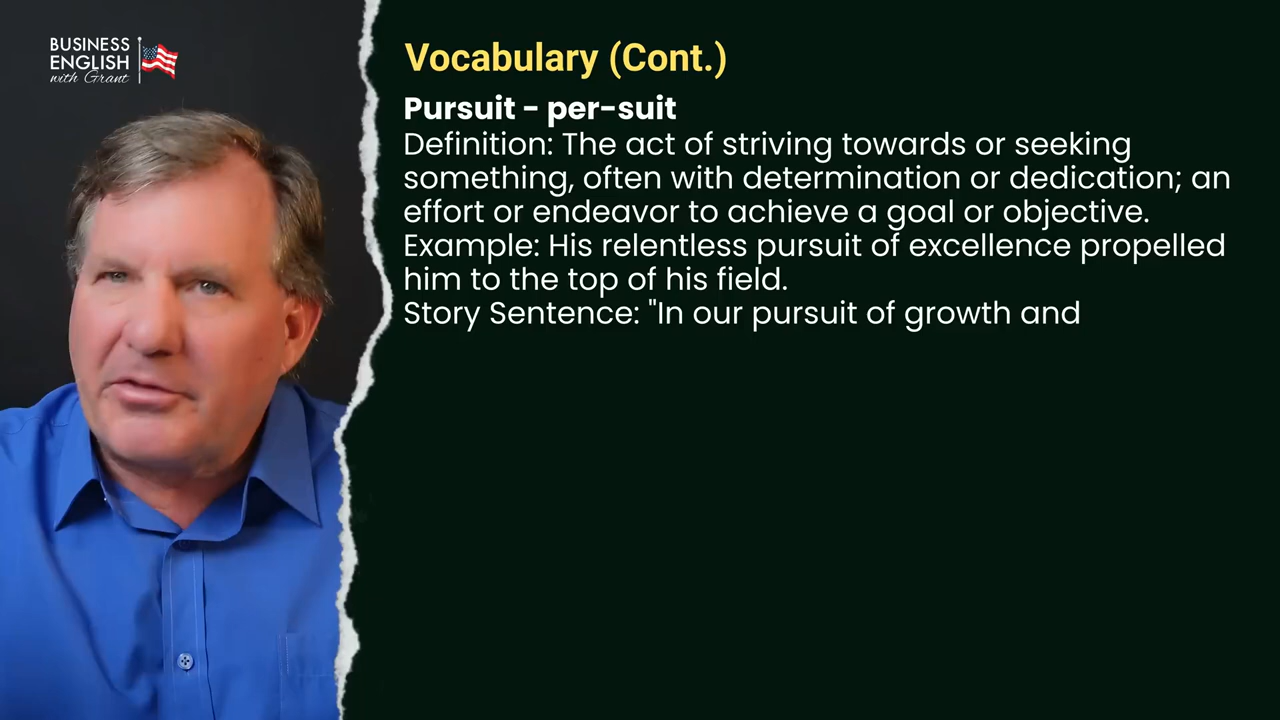 BUSINESS
ENGLISH
with Grant
Vocabulary (Cont.)
Pursuit - per-suit
Definition: The act of striving towards or seeking
something, often with determination or dedication; an
effort or endeavor to achieve a goal or objective.
Example: His relentless pursuit of excellence propelled
him to the top of his field.
Story Sentence: "In our pursuit of growth and